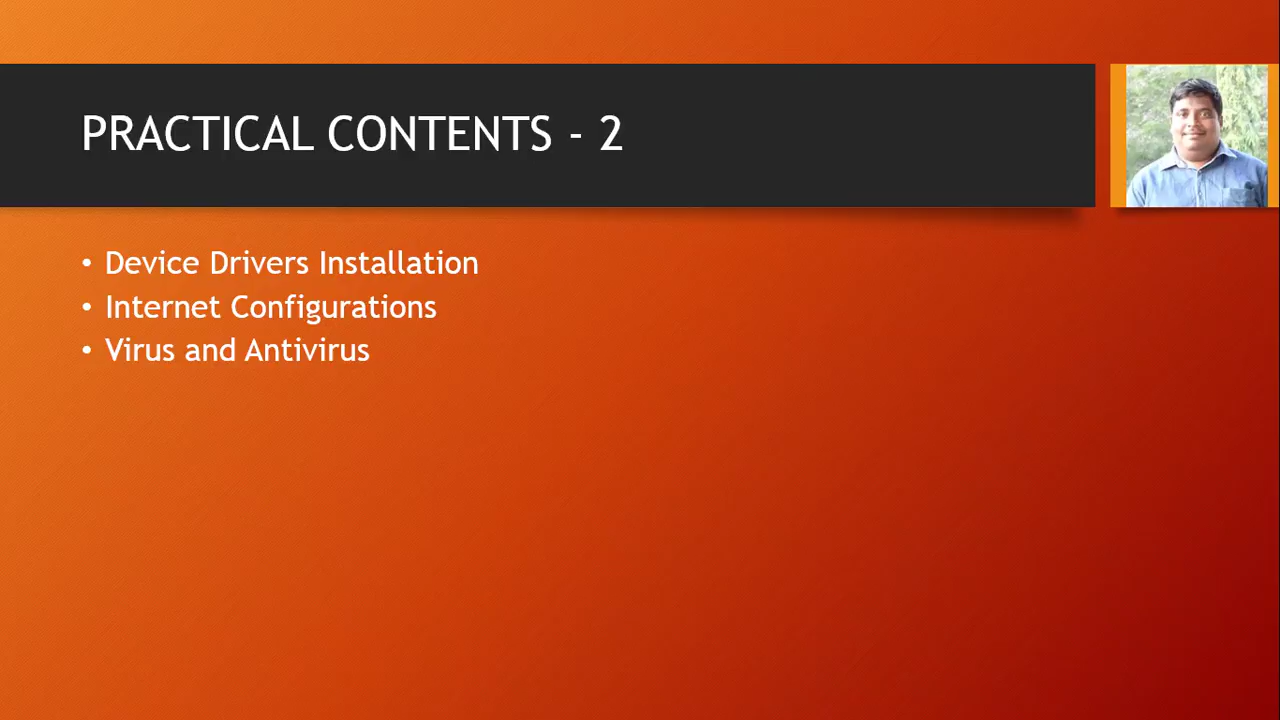 PRACTICAL CONTENTS - 2
• Device Drivers Installation
• Internet Configurations
• Virus and Antivirus